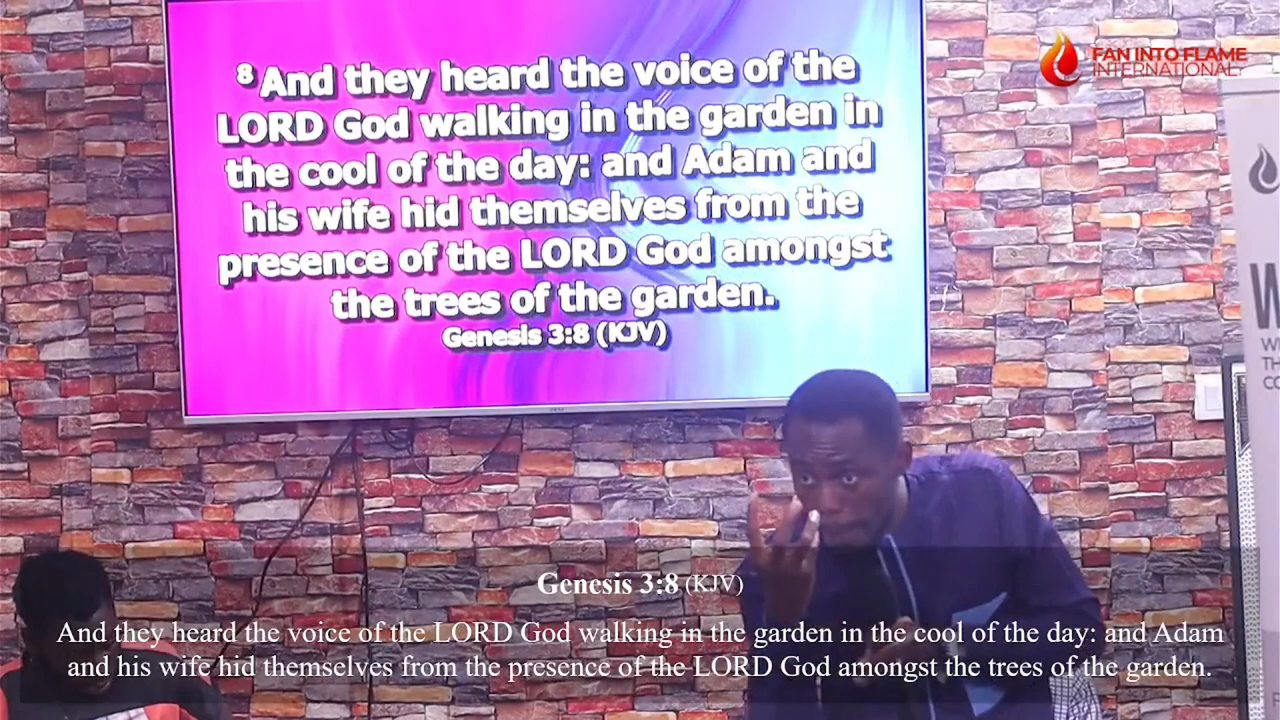 8 And they heard the voice of the
LORD God walking in the garden in
the cool of the day: and Adam and
his wife hid themselves from the
presence of the LORD God amongst
the trees of the garden.
Genesis 3:8 (KJV)
FAN INTO FLAME
INTERNATIONAL
Genesis 3:8 (KJV)
And they heard the voice of the LORD God walking in the garden in the cool of the day: and Adam
and his wife hid themselves from the presence of the LORD God amongst the trees of the garden.